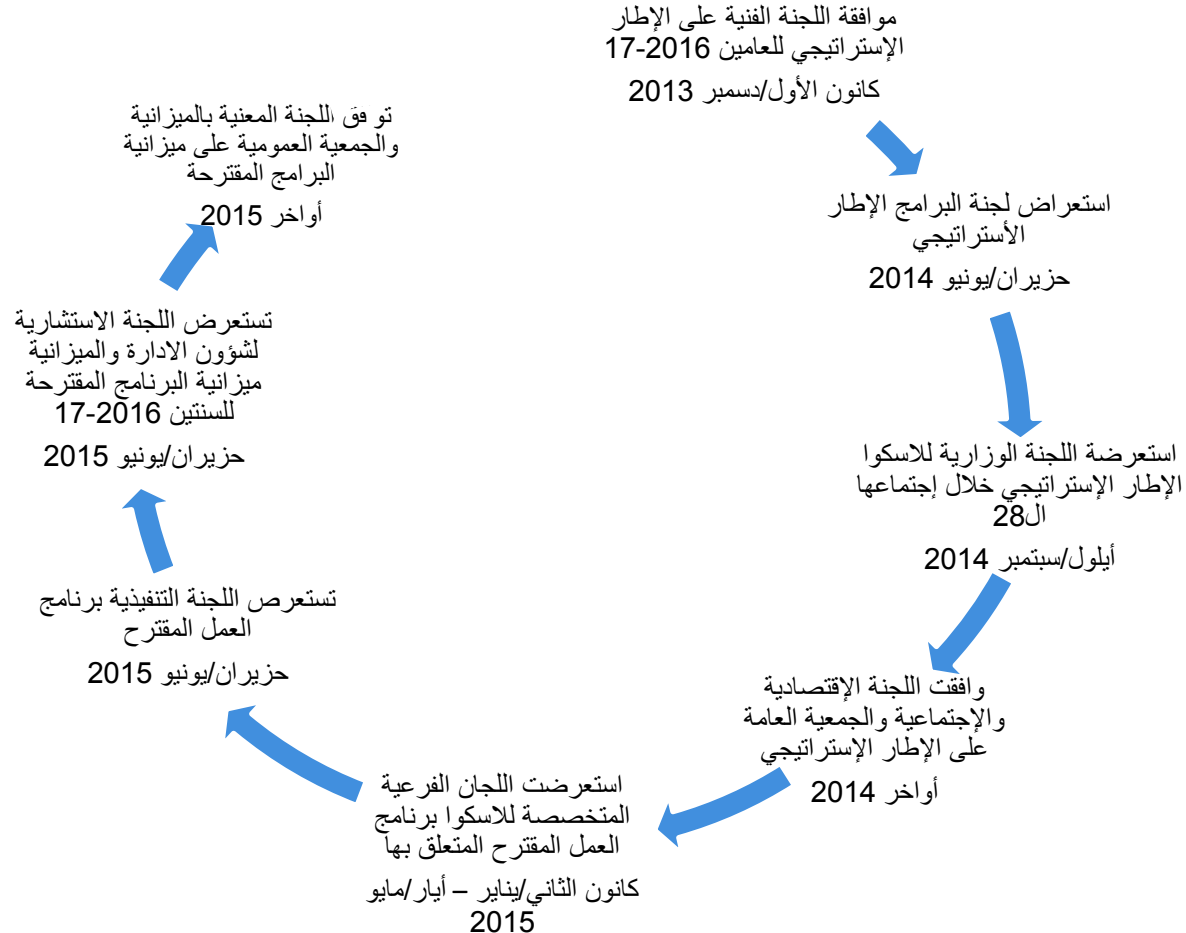 موافقة اللجنة الفنية على الإطار
الإستراتيجي للعامين 2016-17
كانون الأول/دسمبر 2013
استعراض لجنة البرامج الإطار
الأستراتيجي
حزيران/يونيو 2014
استعرضة اللجنة الوزارية للاسكوا
الإطار الإستراتيجي خلال إجتماعها
ال28
أيلول/سبتمبر 2014
وافقت اللجنة الإقتصادية
والإجتماعية والجمعية العامة
على الإطار الإستراتيجي
أواخر 2014
استعرضت اللجان الفرعية
المتخصصة للاسكوا برنامج
العمل المقترح المتعلق بها
كانون الثاني/يناير – أيار/مايو
2015
تستعرص اللجنة التنفيذية برنامج
العمل المقترح
حزيران/يونيو 2015
تستعرض اللجنة الاستشارية
لشؤون الادارة والميزانية
ميزانية البرنامج المقترحة
للسنتين 2016-17
حزيران/يونيو 2015
توفق اللجنة المعنية بالميزانية
والجمعية العمومية على ميزانية
البرامج المقترحة
أواخر 2015